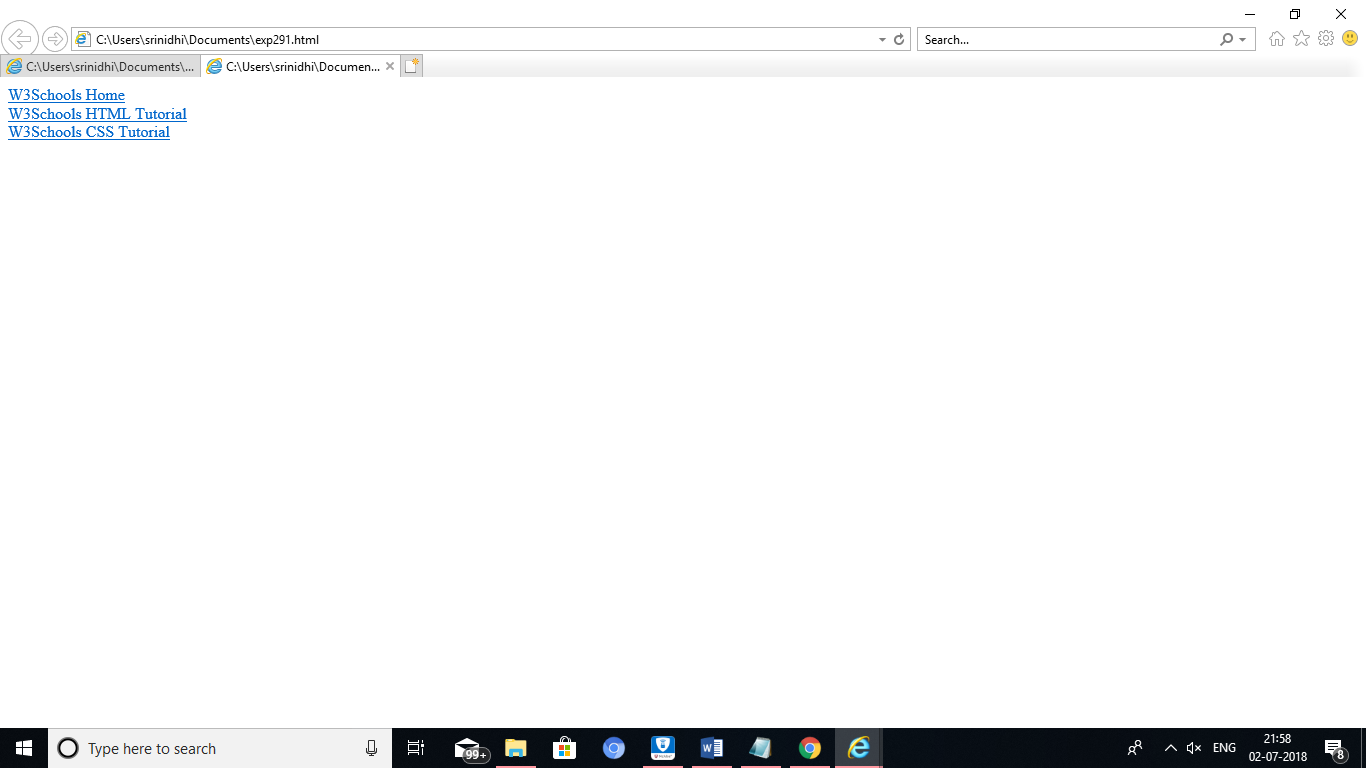 C:\Users\srinidhi\Documents\exp291.html
Search...
C:\Users\srinidhi\Documents\...
C:\Users\srinidhi\Documen...
W3Schools Home
W3Schools HTML Tutorial
W3Schools CSS Tutorial
Type here to search
99+
ENG
21:58
02-07-2018
8